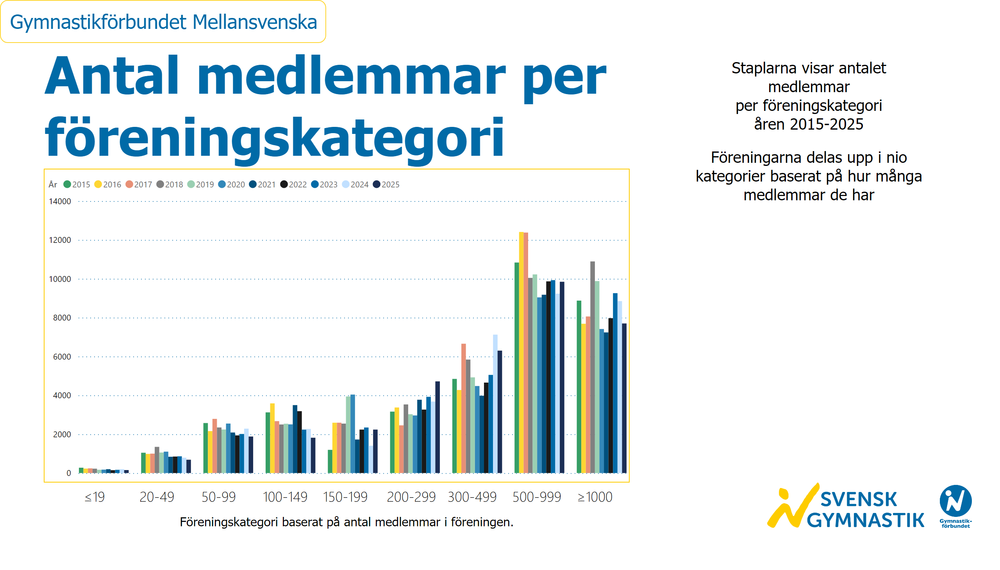 Gymnastikförbundet Mellansvenska
Antal medlemmar per
föreningskategori
Staplarna visar antalet
medlemmar
per föreningskategori
åren 2015-2025
Föreningarna delas upp i nio
kategorier baserat på hur många
medlemmar de har
År 2015 2016 2017 2018 2019 2020 2021 2022 2023 2024 2025
14000
12000
10000
8000
6000
4000
2000
0
≤19 20-49 50-99 100-149 150-199 200-299 300-499 500-999 ≥1000
Föreningskategori baserat på antal medlemmar i föreningen.
SVENSK
GYMNASTIK
Gymnastik-
förbundet